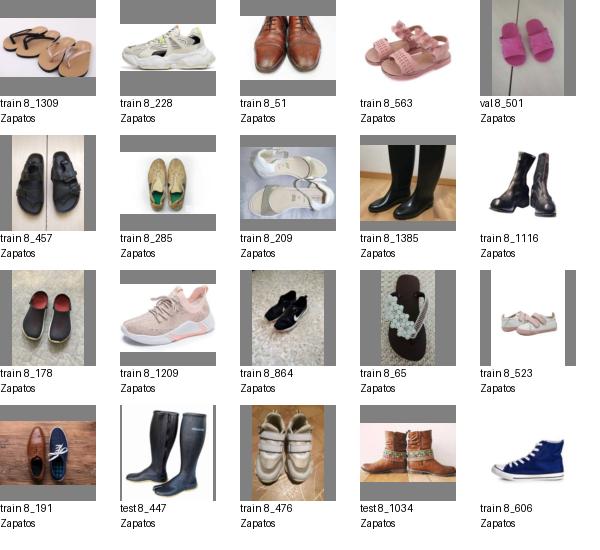 train 8_1309
train 8_228
train 8_51
train 8_563
val 8_501
Zapatos
Zapatos
Zapatos
Zapatos
Zapatos
train 8_457
train 8_285
train 8_209
train 8_1385
train 8_1116
Zapatos
Zapatos
Zapatos
Zapatos
Zapatos
train 8_178
train 8_1209
train 8_864
train 8_65
train 8_523
Zapatos
Zapatos
Zapatos
Zapatos
Zapatos
train 8_191
test 8_447
train 8_476
test 8_1034
train 8_606
Zapatos
Zapatos
Zapatos
Zapatos
Zapatos